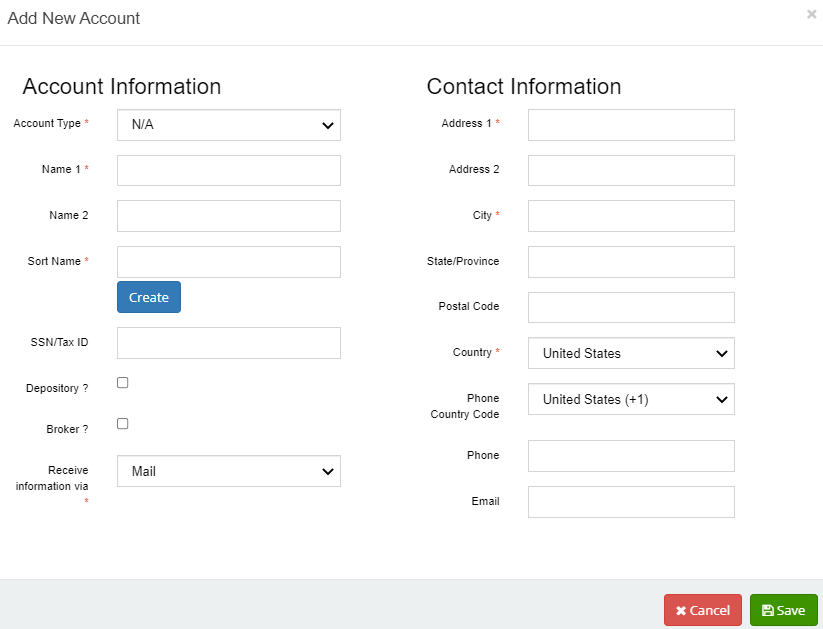 Add New Account
×
Account Information
Account Type *
N/A
Name 1 *
Name 2
Sort Name *
Create
SSN/Tax ID
Depository ?
Broker ?
Receive
information via
*
Mail
Contact Information
Address 1 *
Address 2
City *
State/Province
Postal Code
Country *
United States
Phone
Country Code
United States (+1)
Phone
Email
Cancel
Save